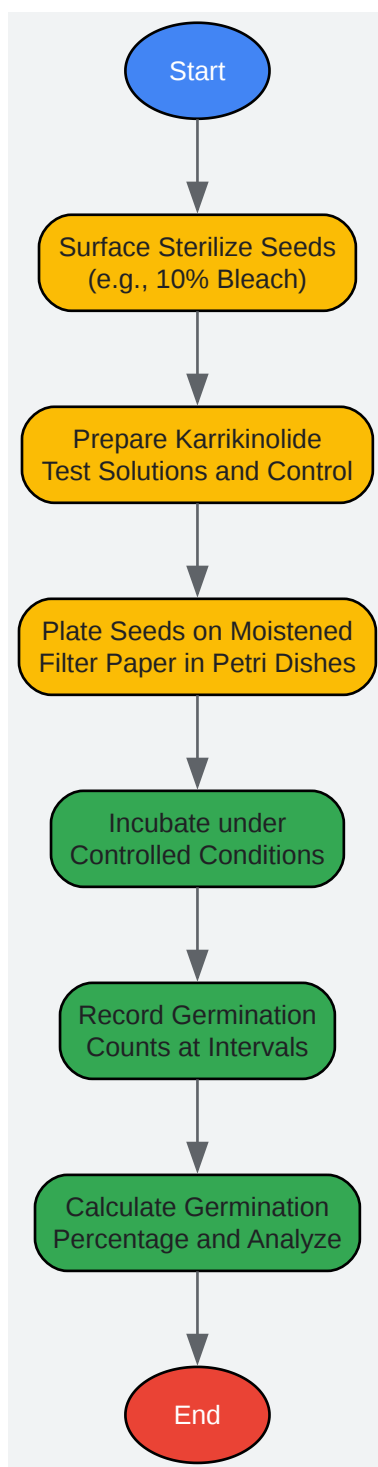 Start
Surface Sterilize Seeds
(e.g., 10% Bleach)
Prepare Karrikinolide
Test Solutions and Control
Plate Seeds on Moistened
Filter Paper in Petri Dishes
Incubate under
Controlled Conditions
Record Germination
Counts at Intervals
Calculate Germination
Percentage and Analyze
End